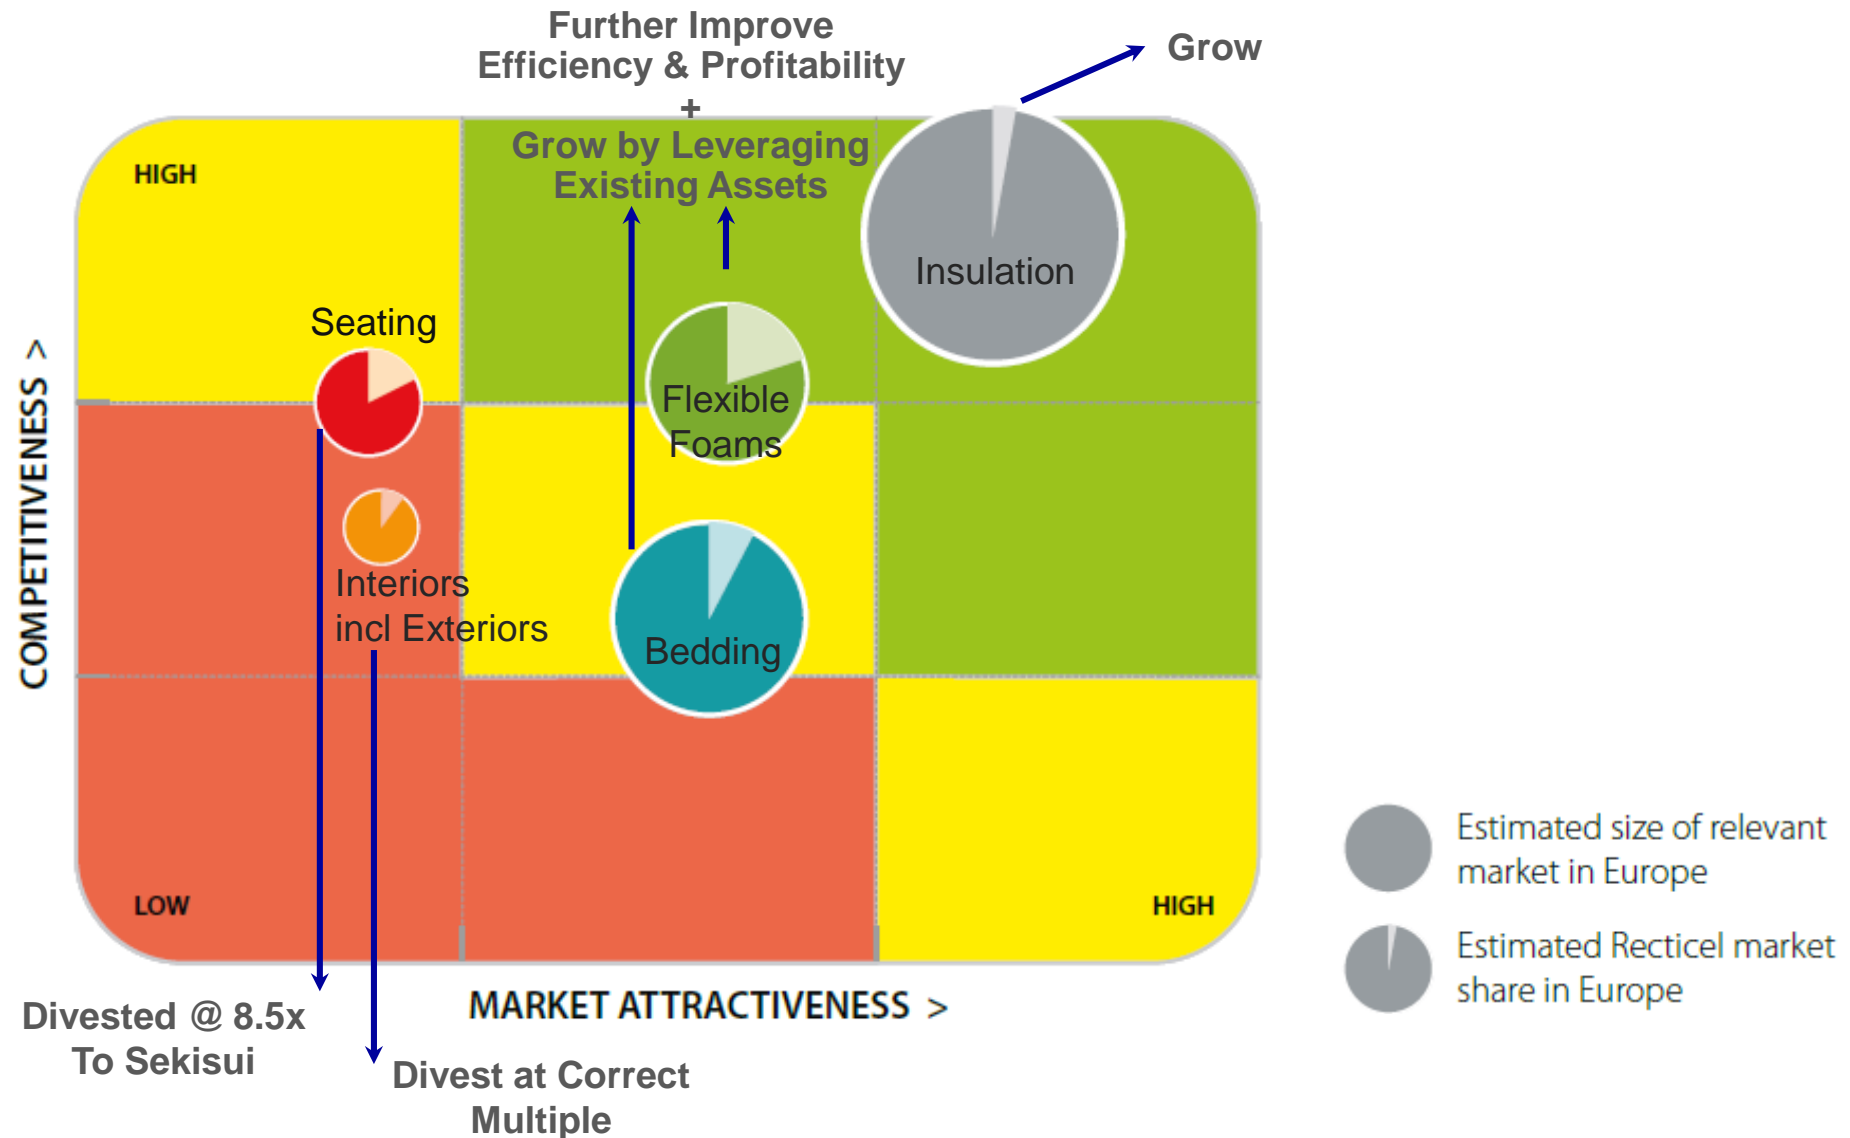 Further Improve
Efficiency & Profitability
+
Grow by Leveraging
Existing Assets
Grow
HIGH
Insulation
Seating
Flexible
Foams
Interiors
incl Exteriors
Bedding
COMPETITIVENESS >
LOW
HIGH
MARKET ATTRACTIVENESS >
Divested @ 8.5x
To Sekisui
Divest at Correct
Multiple
Estimated size of relevant
market in Europe
Estimated Recticel market
share in Europe